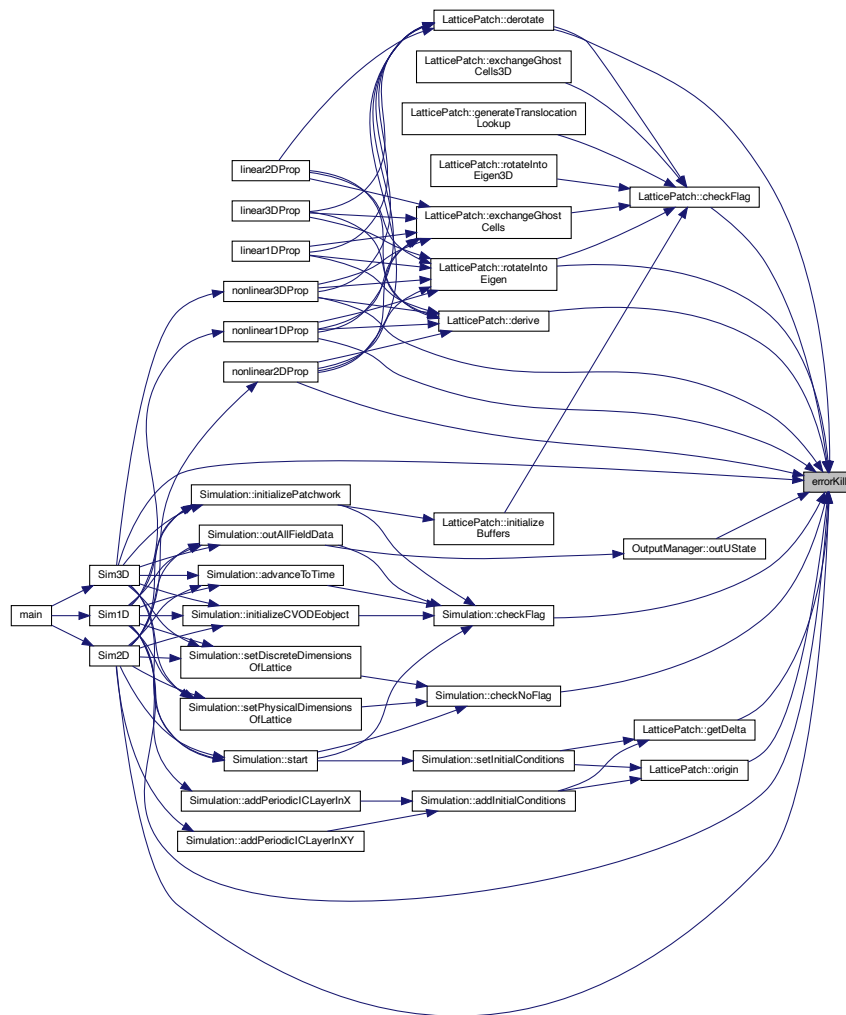 LatticePatch::derotate
LatticePatch::exchangeGhost
Cells3D
LatticePatch::generateTranslocation
Lookup
LatticePatch::rotateInto
Eigen3D
linear2DProp
LatticePatch::checkFlag
linear3DProp
LatticePatch::exchangeGhost
Cells
linear1DProp
LatticePatch::rotateInto
Eigen
nonlinear3DProp
LatticePatch::derive
nonlinear1DProp
nonlinear2DProp
errorKill
Simulation::initializePatchwork
LatticePatch::initialize
Buffers
Simulation::outAllFieldData
OutputManager::outUState
Sim3D
Simulation::advanceToTime
main
Sim1D
Simulation::initializeCVODEobject
Simulation::checkFlag
Sim2D
Simulation::setDiscreteDimensions
OfLattice
Simulation::checkNoFlag
Simulation::setPhysicalDimensions
OfLattice
LatticePatch::getDelta
Simulation::start
Simulation::setInitialConditions
LatticePatch::origin
Simulation::addPeriodicICLayerInX
Simulation::addInitialConditions
Simulation::addPeriodicICLayerInXY